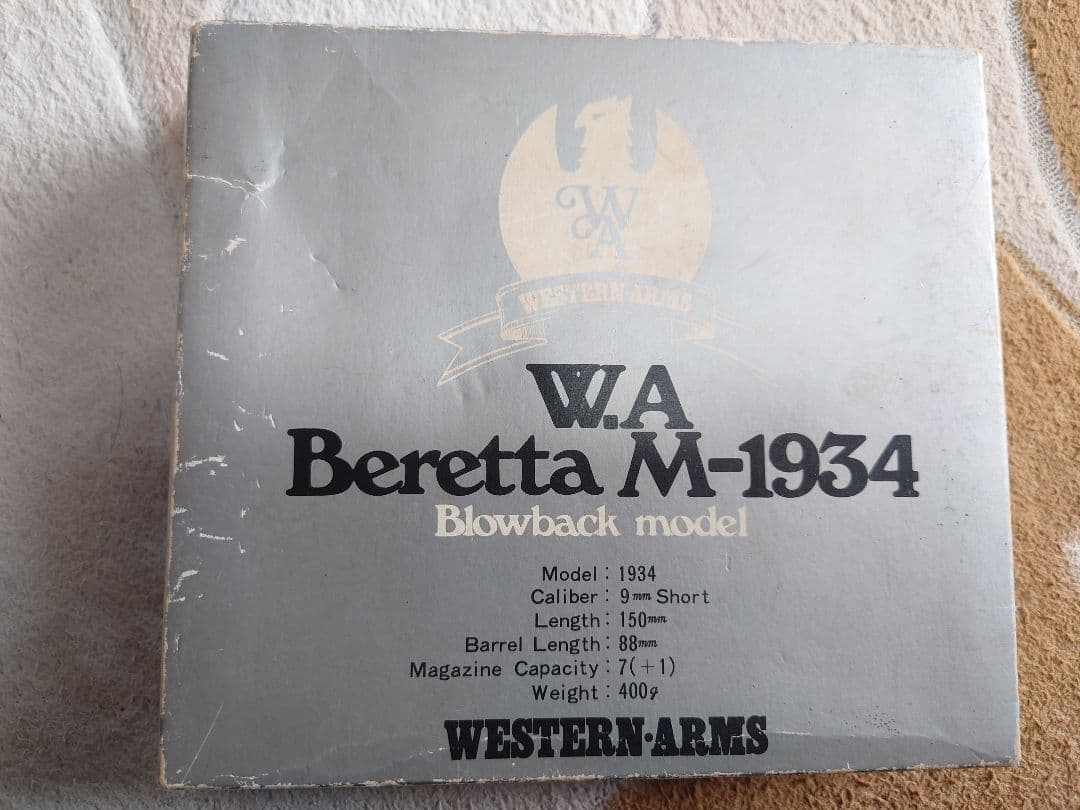 WA
WESTERN ARMS
W.A
Beretta M-1934
Blowback model
Model : 1934
Caliber : 9mm Short
Length : 150mm
Barrel Length : 88mm
Magazine Capacity : 7(+1)
Weight : 400g
WESTERN·ARMS